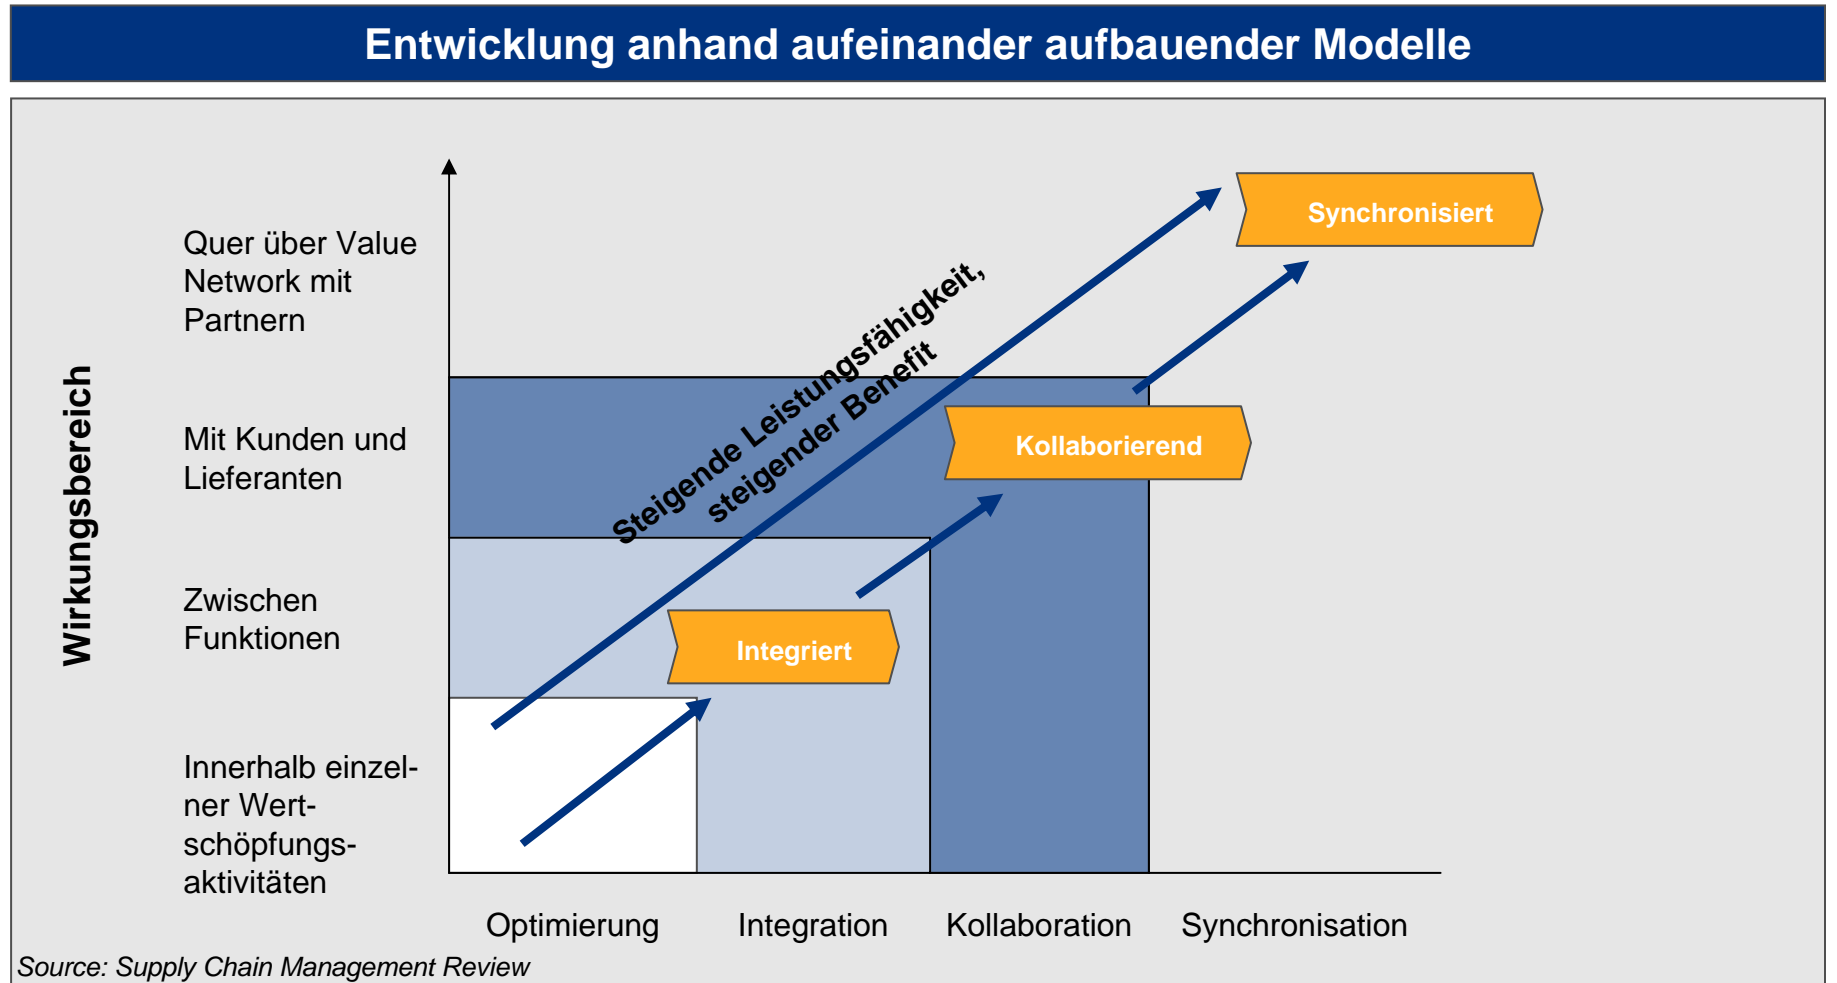 Entwicklung anhand aufeinander aufbauender Modelle
Wirkungsbereich
Quer über Value
Network mit
Partnern
Mit Kunden und
Lieferanten
Zwischen
Funktionen
Innerhalb einzel-
ner Wert-
schöpfungs-
aktivitäten
Steigende Leistungsfähigkeit,
steigender Benefit
Synchronisiert
Kollaborierend
Integriert
Optimierung
Integration
Kollaboration
Synchronisation
Source: Supply Chain Management Review